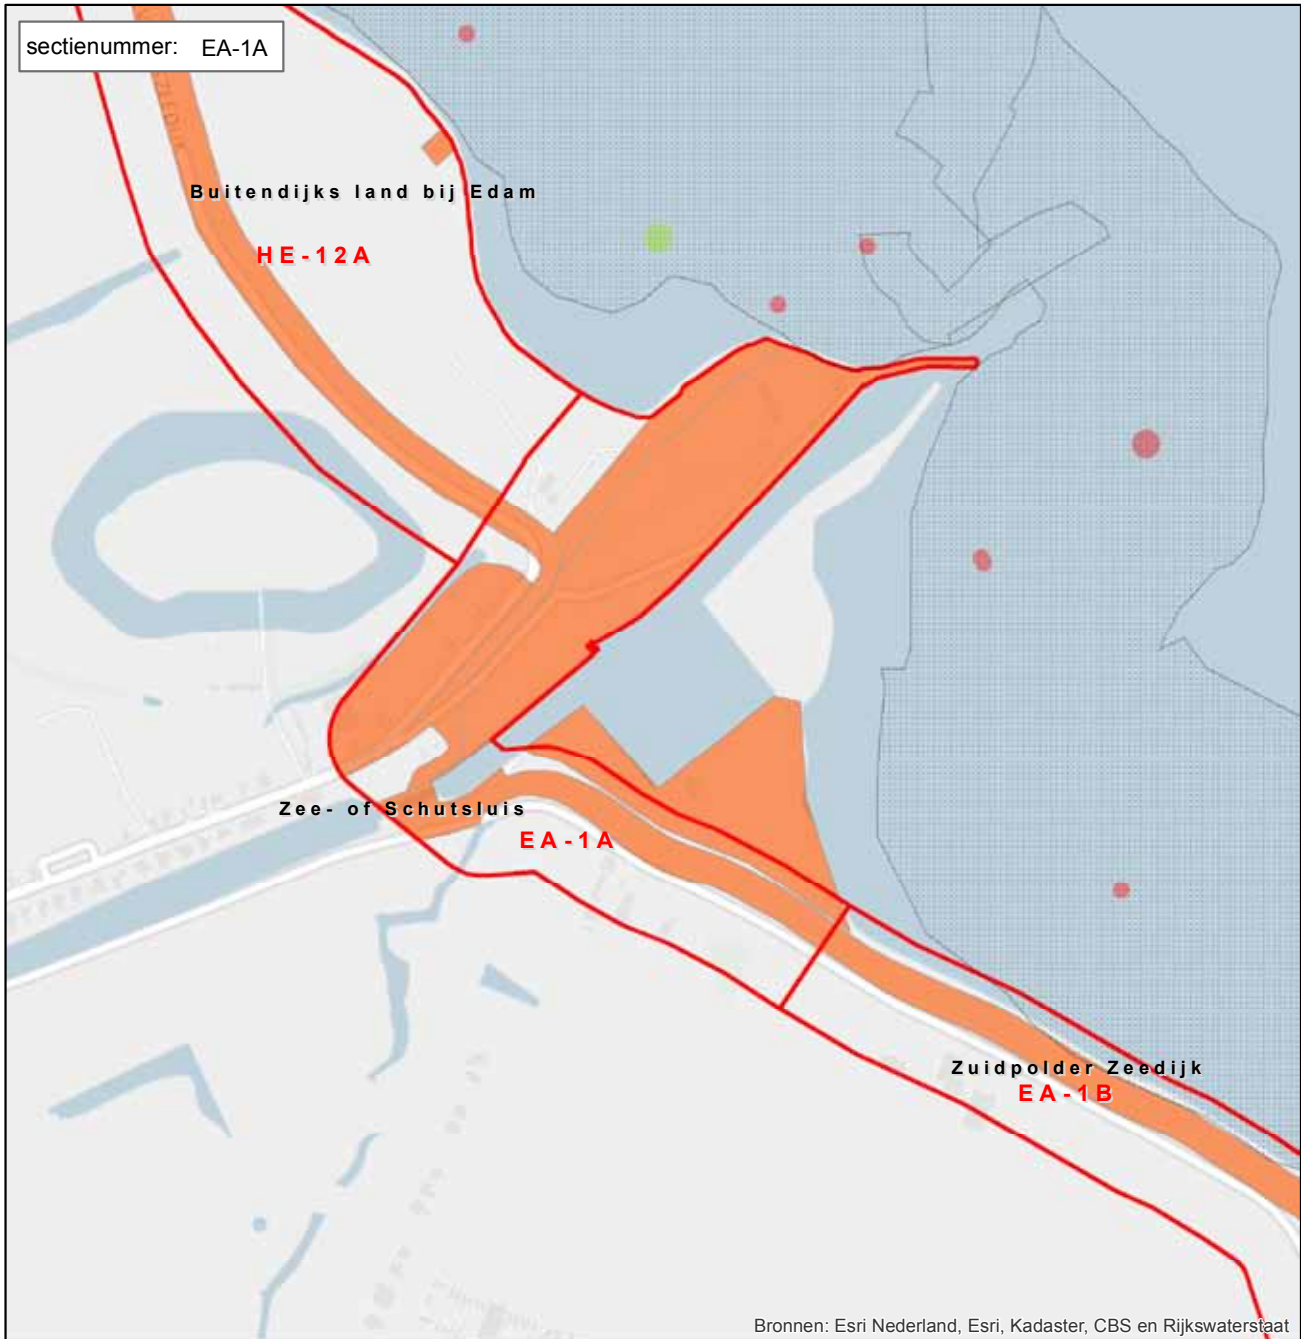 sectienummer: EA-1A
ZEEDIJK
Buitendijks land bij Edam
HE-12A
Zee- of Schutsluis
EA-1A
Zuidpolder Zeedijk
EA-1B
Bronnen: Esri Nederland, Esri, Kadaster, CBS en Rijkswaterstaat